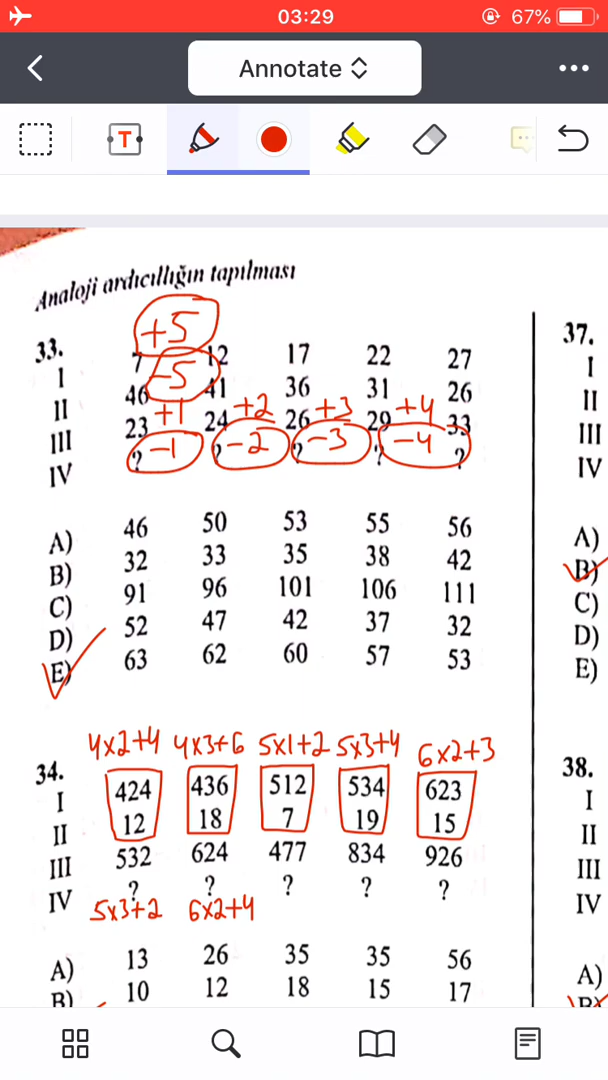 03:29
67%
Annotate
T
Analoji ardıcıllığın tapılması
+5
33.
I 7 12 17 22 27
-5
II 46 41 36 31 26
+1 +2 +3 +4
III 23 24 26 29 33
-1 -2 -3 -4
IV ? ? ? ? ?
A) 46 50 53 55 56
B) 32 33 35 38 42
C) 91 96 101 106 111
D) 52 47 42 37 32
E) 63 62 60 57 53
4x2+4 4x3+6 5x1+2 5x3+4 6x2+3
34.
I 424 436 512 534 623
II 12 18 7 19 15
III 532 624 477 834 926
IV ? ? ? ? ?
5x3+2 6x2+4
A) 13 26 35 35 56
B) 10 12 18 15 17
37.
I
II
III
IV
A)
B)
C)
D)
E)
38.
I
II
III
IV
A)
B)